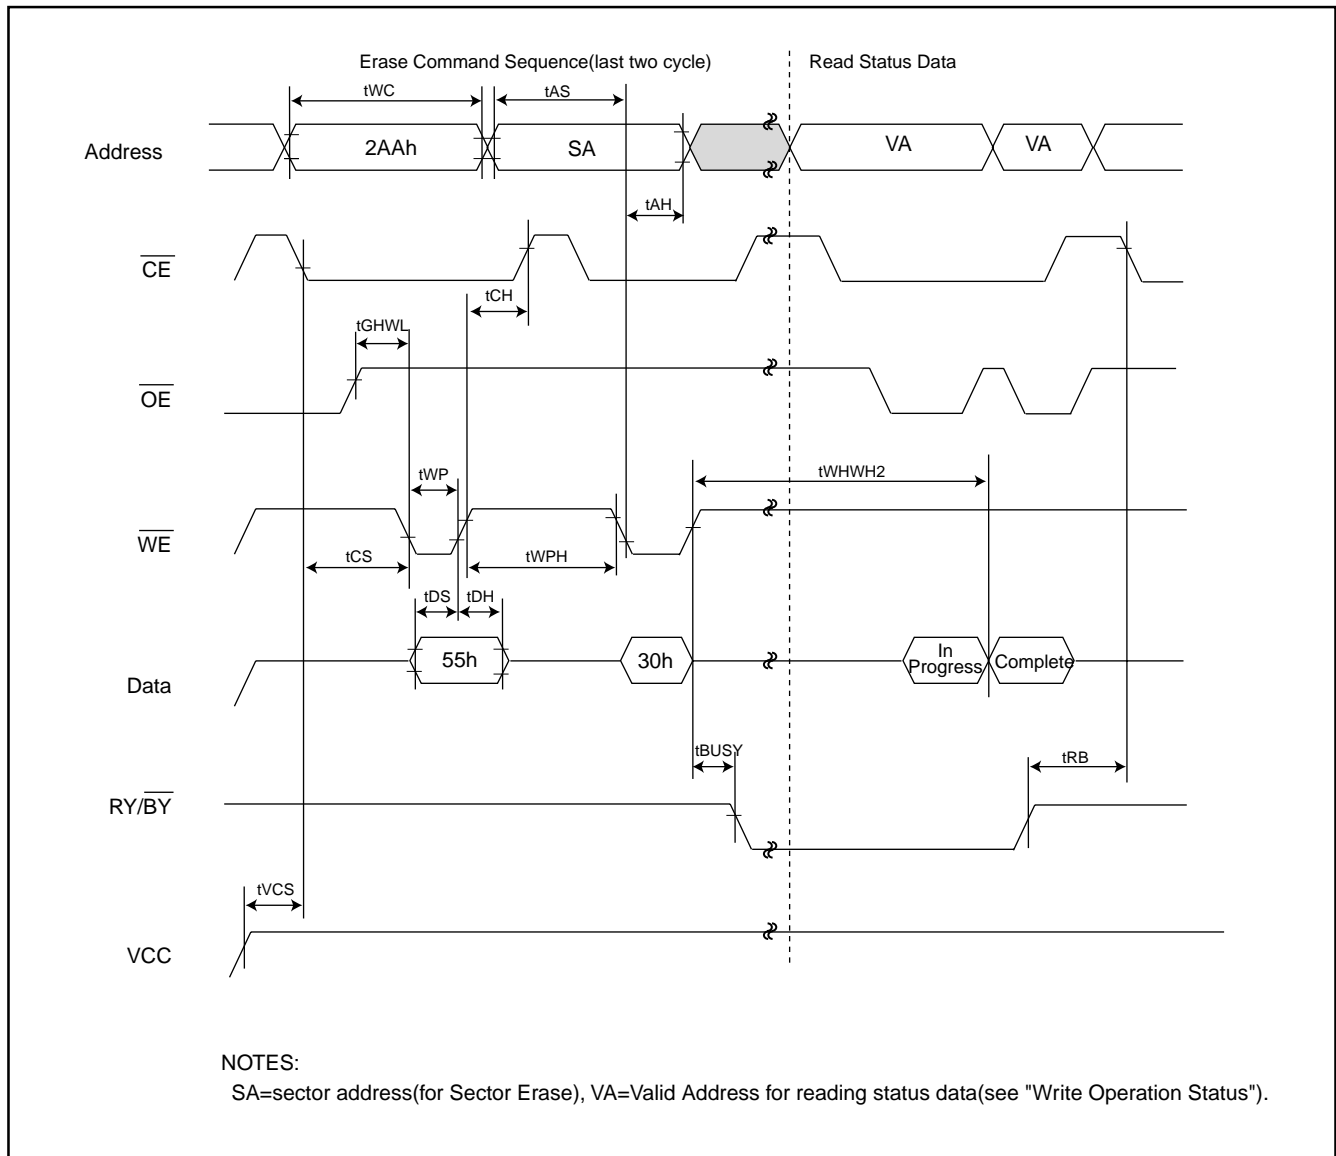 Erase Command Sequence(last two cycle)
Read Status Data
tWC
tAS
Address
2AAh
SA
VA
VA
tAH
CE
tCH
tGHWL
OE
tWP
tWHWH2
WE
tCS
tWPH
tDS
tDH
Data
55h
30h
In
Progress
Complete
tBUSY
tRB
RY/BY
tVCS
VCC
NOTES:
SA=sector address(for Sector Erase), VA=Valid Address for reading status data(see "Write Operation Status").